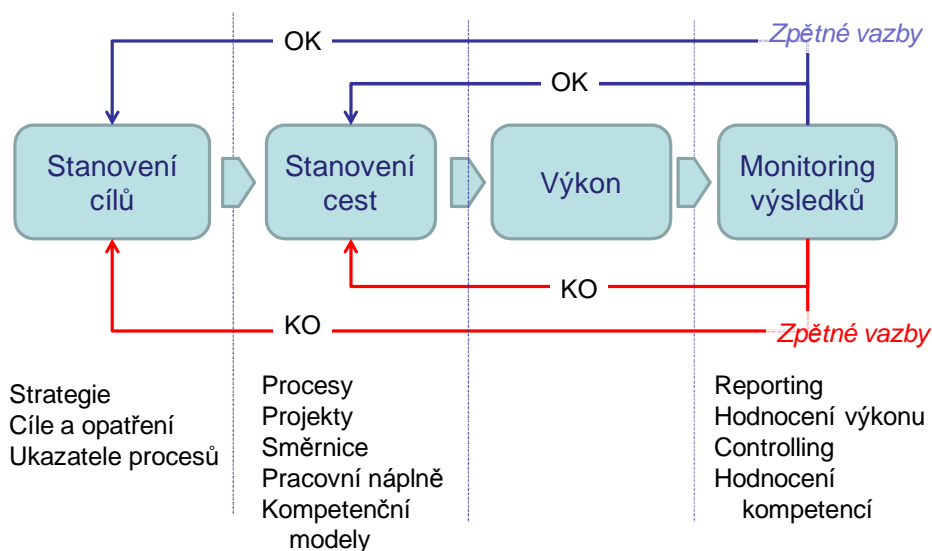 OK
Zpětné vazby
OK
Stanovení
cílů
Stanovení
cest
Výkon
Monitoring
výsledků
KO
KO
Zpětné vazby
Strategie
Cíle a opatření
Ukazatele procesů
Procesy
Projekty
Směrnice
Pracovní náplně
Kompetenční
modely
Reporting
Hodnocení výkonu
Controlling
Hodnocení
kompetencí